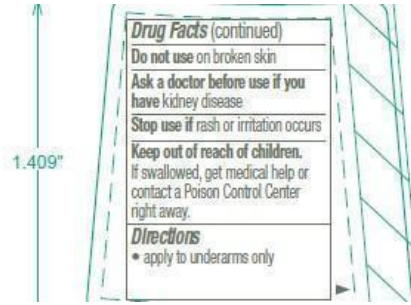 Drug Facts (continued)
Do not use on broken skin
Ask a doctor before use if you
have kidney disease
Stop use if rash or irritation occurs
Keep out of reach of children.
If swallowed, get medical help or
contact a Poison Control Center
right away.
Directions
• apply to underarms only
1.409"